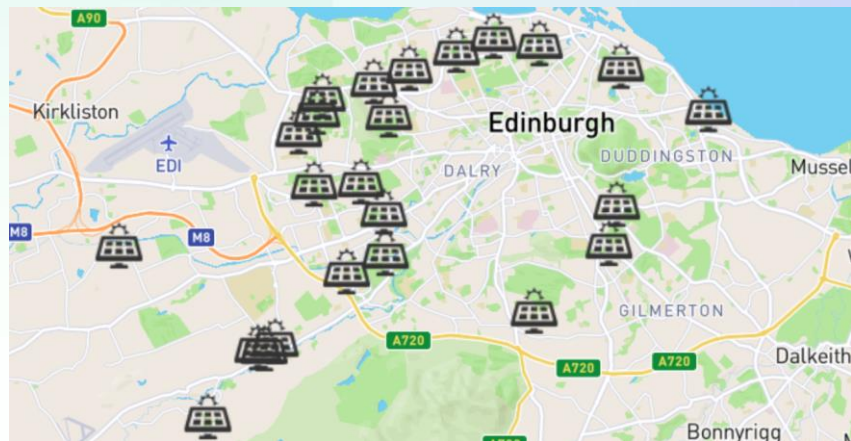 A90
Kirkliston
EDI
Edinburgh
DALRY
DUDDINGSTON
Mussel
M8
M8
GILMERTON
A720
A720
A720
Dalkeith
Bonnyrigg